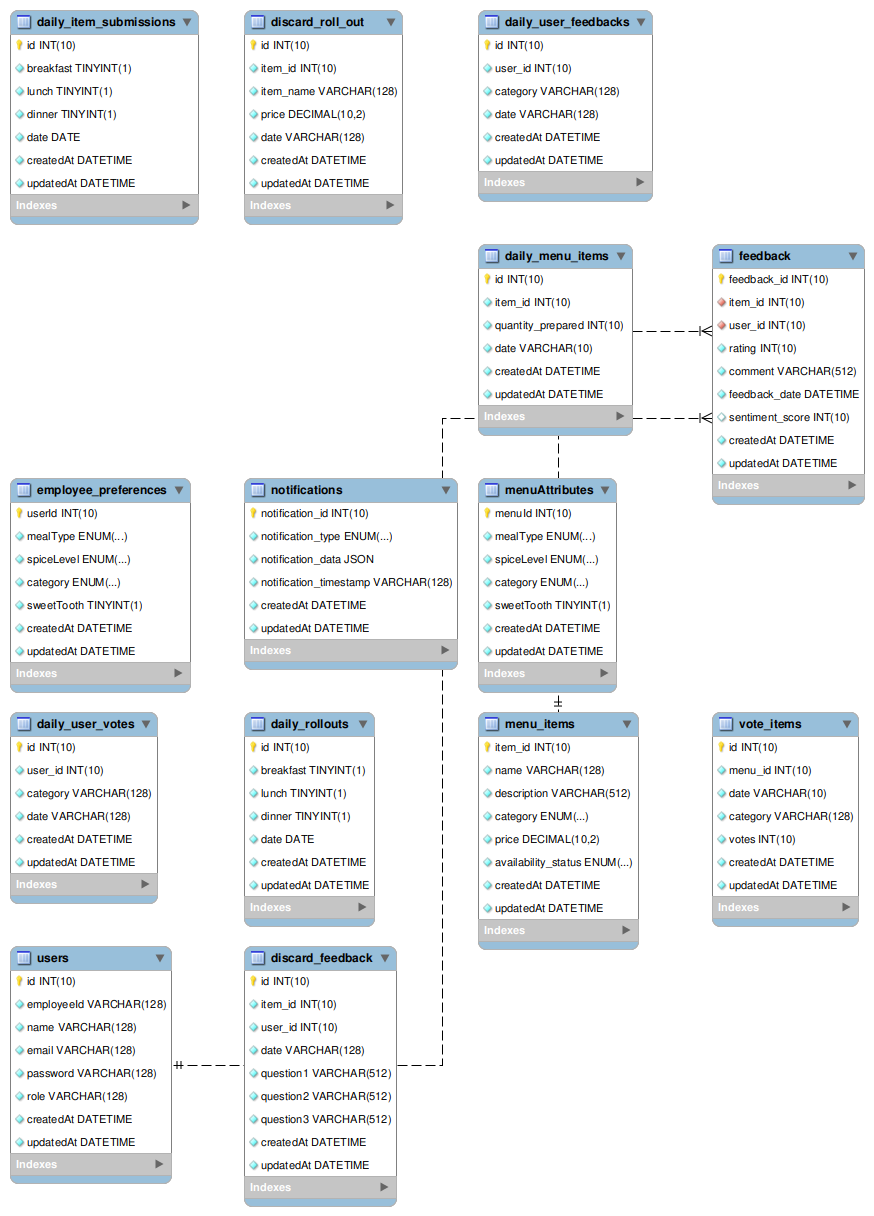 daily_item_submissions
id INT(10)
breakfast TINYINT(1)
lunch TINYINT(1)
dinner TINYINT(1)
date DATE
createdAt DATETIME
updatedAt DATETIME
Indexes
discard_roll_out
id INT(10)
item_id INT(10)
item_name VARCHAR(128)
price DECIMAL(10,2)
date VARCHAR(128)
createdAt DATETIME
updatedAt DATETIME
Indexes
daily_user_feedbacks
id INT(10)
user_id INT(10)
category VARCHAR(128)
date VARCHAR(128)
createdAt DATETIME
updatedAt DATETIME
Indexes
daily_menu_items
id INT(10)
item_id INT(10)
quantity_prepared INT(10)
date VARCHAR(10)
createdAt DATETIME
updatedAt DATETIME
Indexes
feedback
feedback_id INT(10)
item_id INT(10)
user_id INT(10)
rating INT(10)
comment VARCHAR(512)
feedback_date DATETIME
sentiment_score INT(10)
createdAt DATETIME
updatedAt DATETIME
Indexes
employee_preferences
userId INT(10)
mealType ENUM(...)
spiceLevel ENUM(...)
category ENUM(...)
sweetTooth TINYINT(1)
createdAt DATETIME
updatedAt DATETIME
Indexes
notifications
notification_id INT(10)
notification_type ENUM(...)
notification_data JSON
notification_timestamp VARCHAR(128)
createdAt DATETIME
updatedAt DATETIME
Indexes
menuAttributes
menuId INT(10)
mealType ENUM(...)
spiceLevel ENUM(...)
category ENUM(...)
sweetTooth TINYINT(1)
createdAt DATETIME
updatedAt DATETIME
Indexes
daily_user_votes
id INT(10)
user_id INT(10)
category VARCHAR(128)
date VARCHAR(128)
createdAt DATETIME
updatedAt DATETIME
Indexes
daily_rollouts
id INT(10)
breakfast TINYINT(1)
lunch TINYINT(1)
dinner TINYINT(1)
date DATE
createdAt DATETIME
updatedAt DATETIME
Indexes
menu_items
item_id INT(10)
name VARCHAR(128)
description VARCHAR(512)
category ENUM(...)
price DECIMAL(10,2)
availability_status ENUM(...)
createdAt DATETIME
updatedAt DATETIME
Indexes
vote_items
id INT(10)
menu_id INT(10)
date VARCHAR(10)
category VARCHAR(128)
votes INT(10)
createdAt DATETIME
updatedAt DATETIME
Indexes
users
id INT(10)
employeeId VARCHAR(128)
name VARCHAR(128)
email VARCHAR(128)
password VARCHAR(128)
role VARCHAR(128)
createdAt DATETIME
updatedAt DATETIME
Indexes
discard_feedback
id INT(10)
item_id INT(10)
user_id INT(10)
date VARCHAR(128)
question1 VARCHAR(512)
question2 VARCHAR(512)
question3 VARCHAR(512)
createdAt DATETIME
updatedAt DATETIME
Indexes